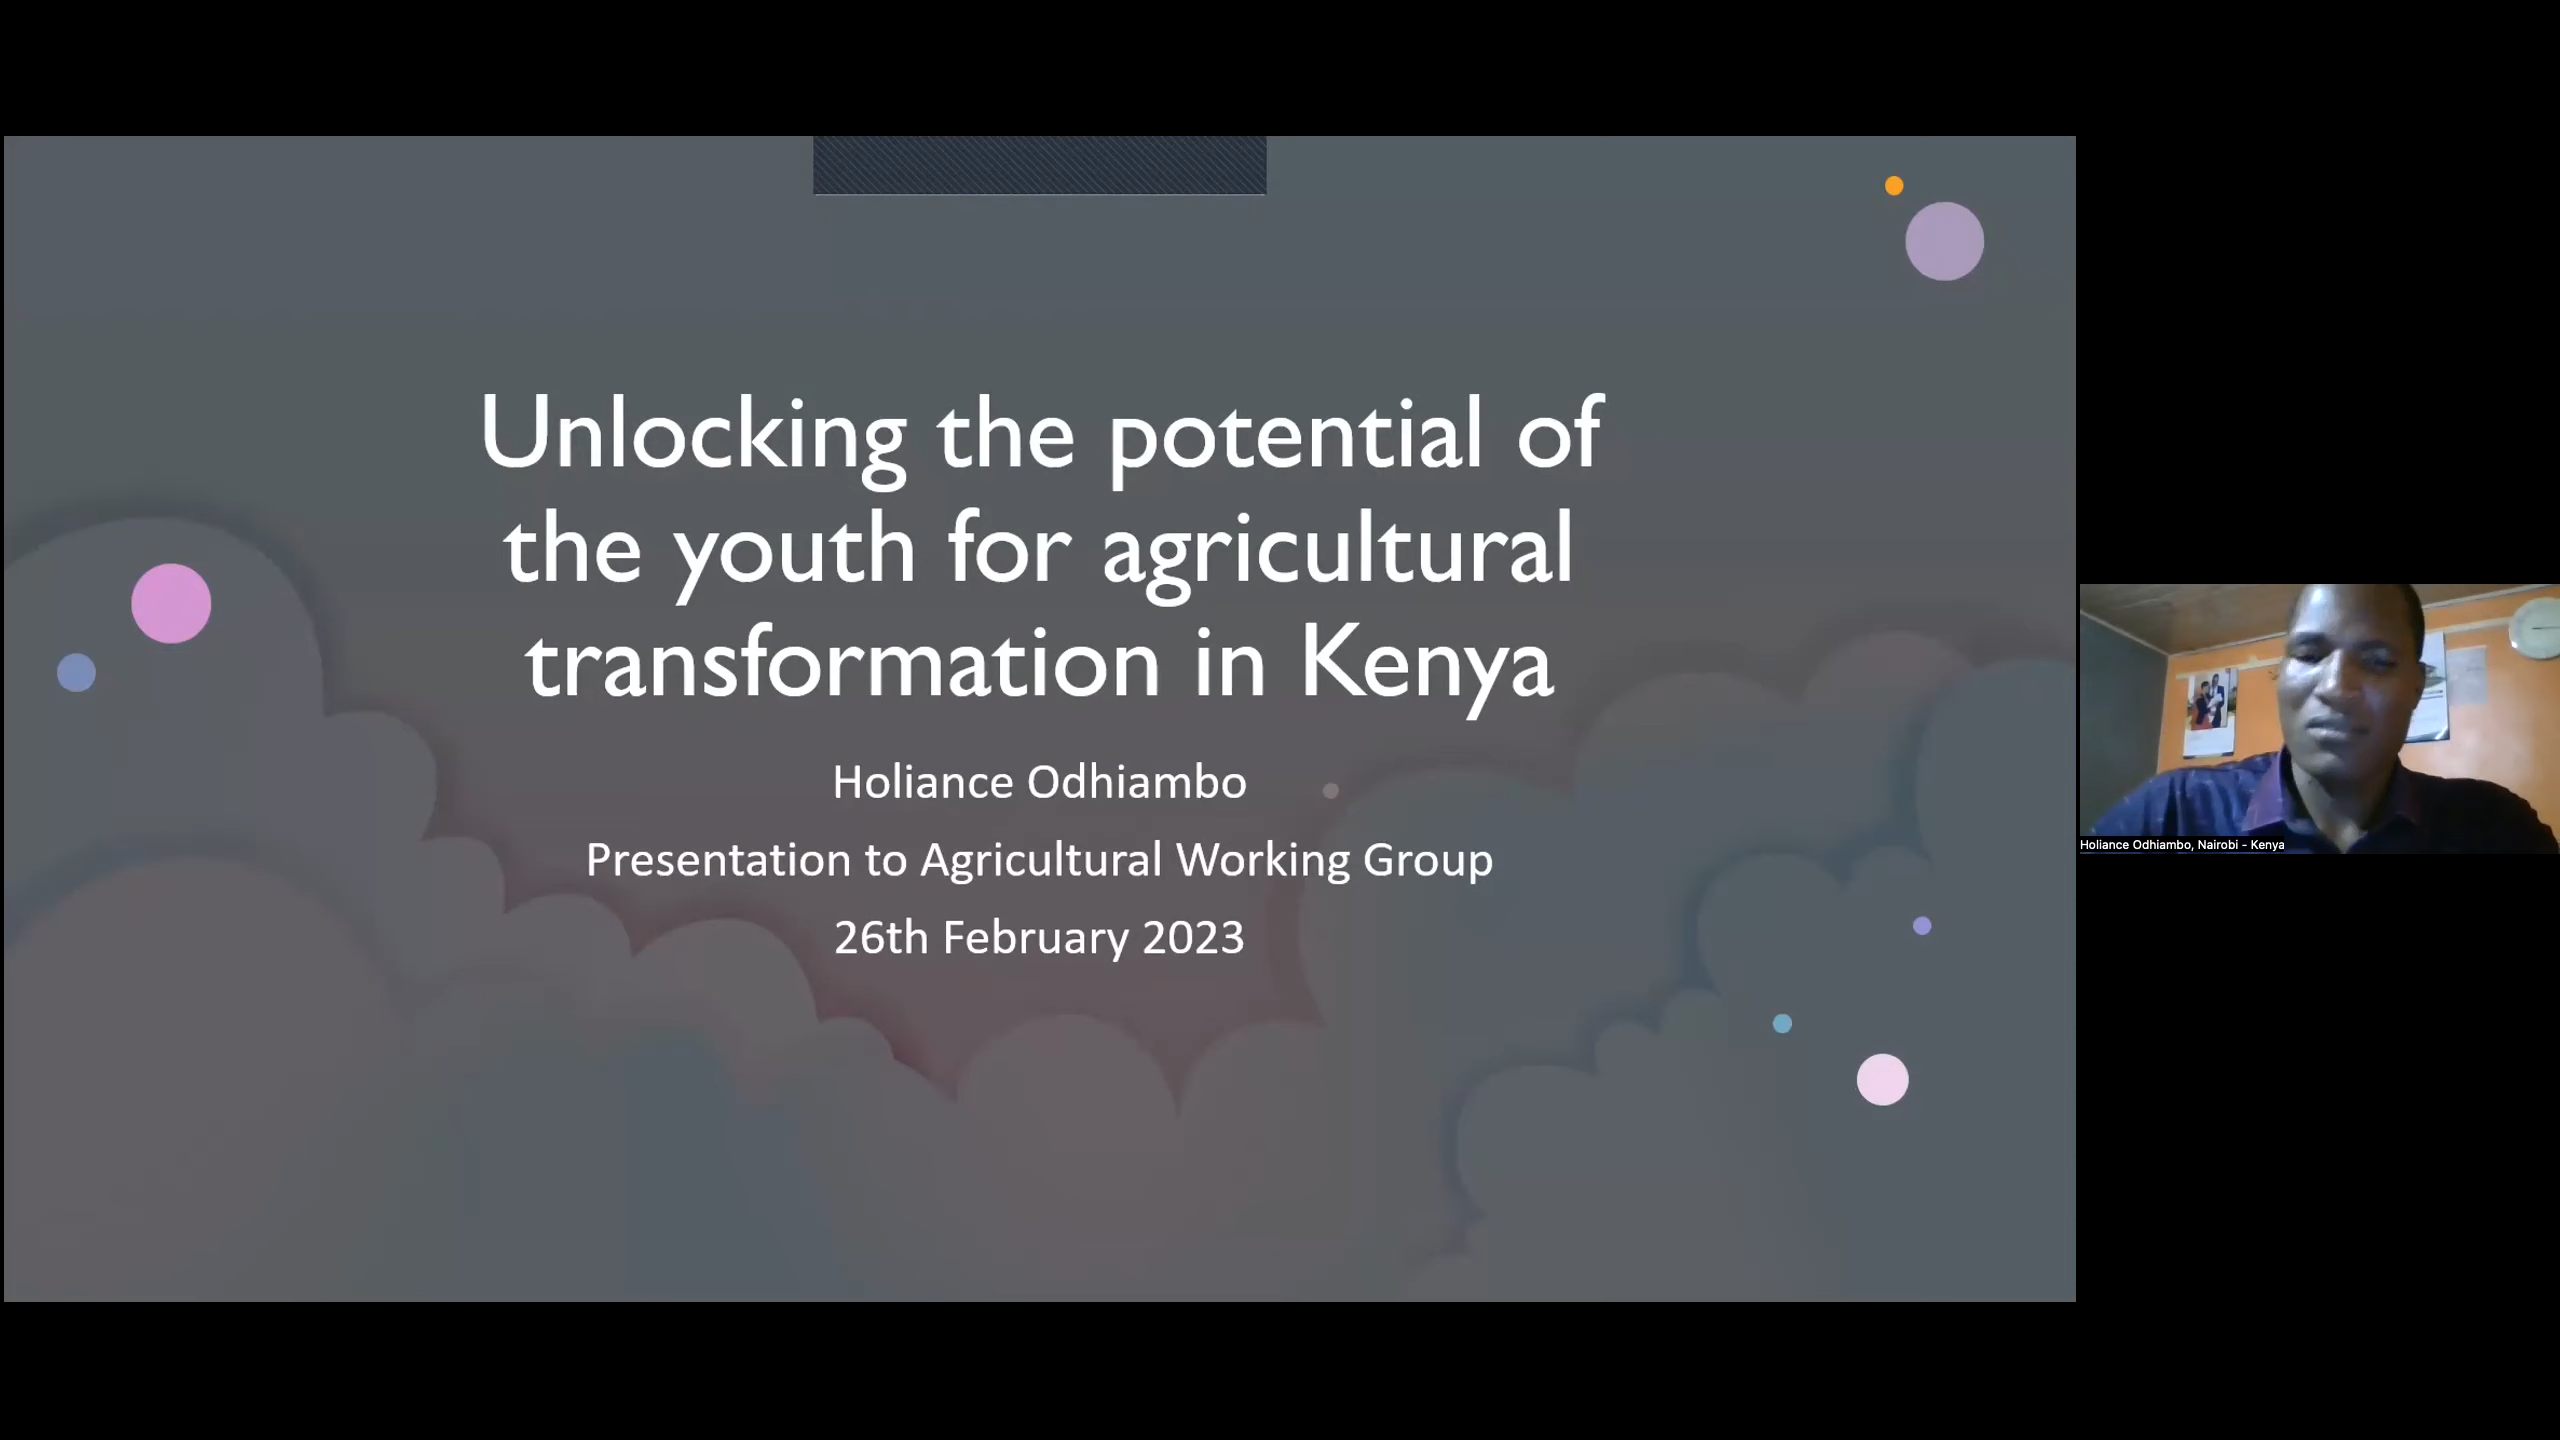 Unlocking the potential of
the youth for agricultural
transformation in Kenya
Holiance Odhiambo
Presentation to Agricultural Working Group
26th February 2023
Holiance Odhiambo, Nairobi - Kenya